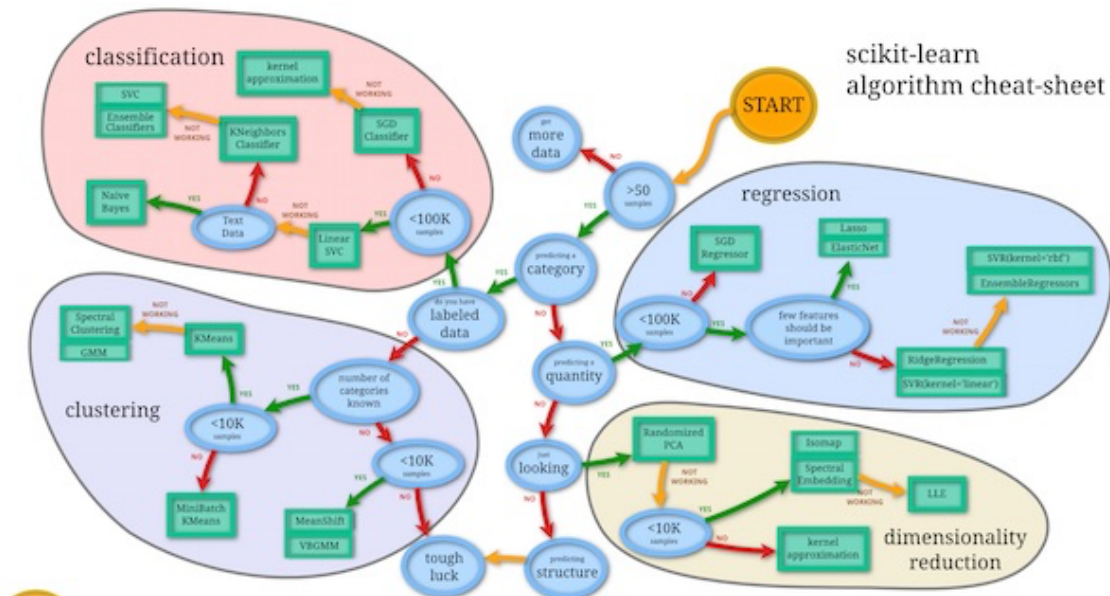 scikit-learn
algorithm cheat-sheet
START
get
more
data
NO
>50
samples
YES
predicting a
category
YES
NO
do you have
labeled
data
YES
NO
predicting a
quantity
YES
NO
just
looking
YES
NO
predicting
structure
tough
luck
classification
kernel
approximation
NOT
WORKING
SGD
Classifier
NO
<100K
samples
YES
Linear
SVC
NOT
WORKING
Text
Data
YES
NO
Naive
Bayes
KNeighbors
Classifier
NOT
WORKING
SVC
Ensemble
Classifiers
clustering
number of
categories
known
YES
NO
<10K
samples
YES
NO
KMeans
NOT
WORKING
Spectral
Clustering
GMM
MiniBatch
KMeans
<10K
samples
YES
NO
MeanShift
VBGMM
regression
<100K
samples
NO
YES
SGD
Regressor
few features
should be
important
YES
NO
Lasso
ElasticNet
RidgeRegression
SVR(kernel='linear')
NOT
WORKING
SVR(kernel='rbf')
EnsembleRegressors
dimensionality
reduction
Randomized
PCA
NOT
WORKING
<10K
samples
YES
NO
Isomap
Spectral
Embedding
NOT
WORKING
LLE
kernel
approximation